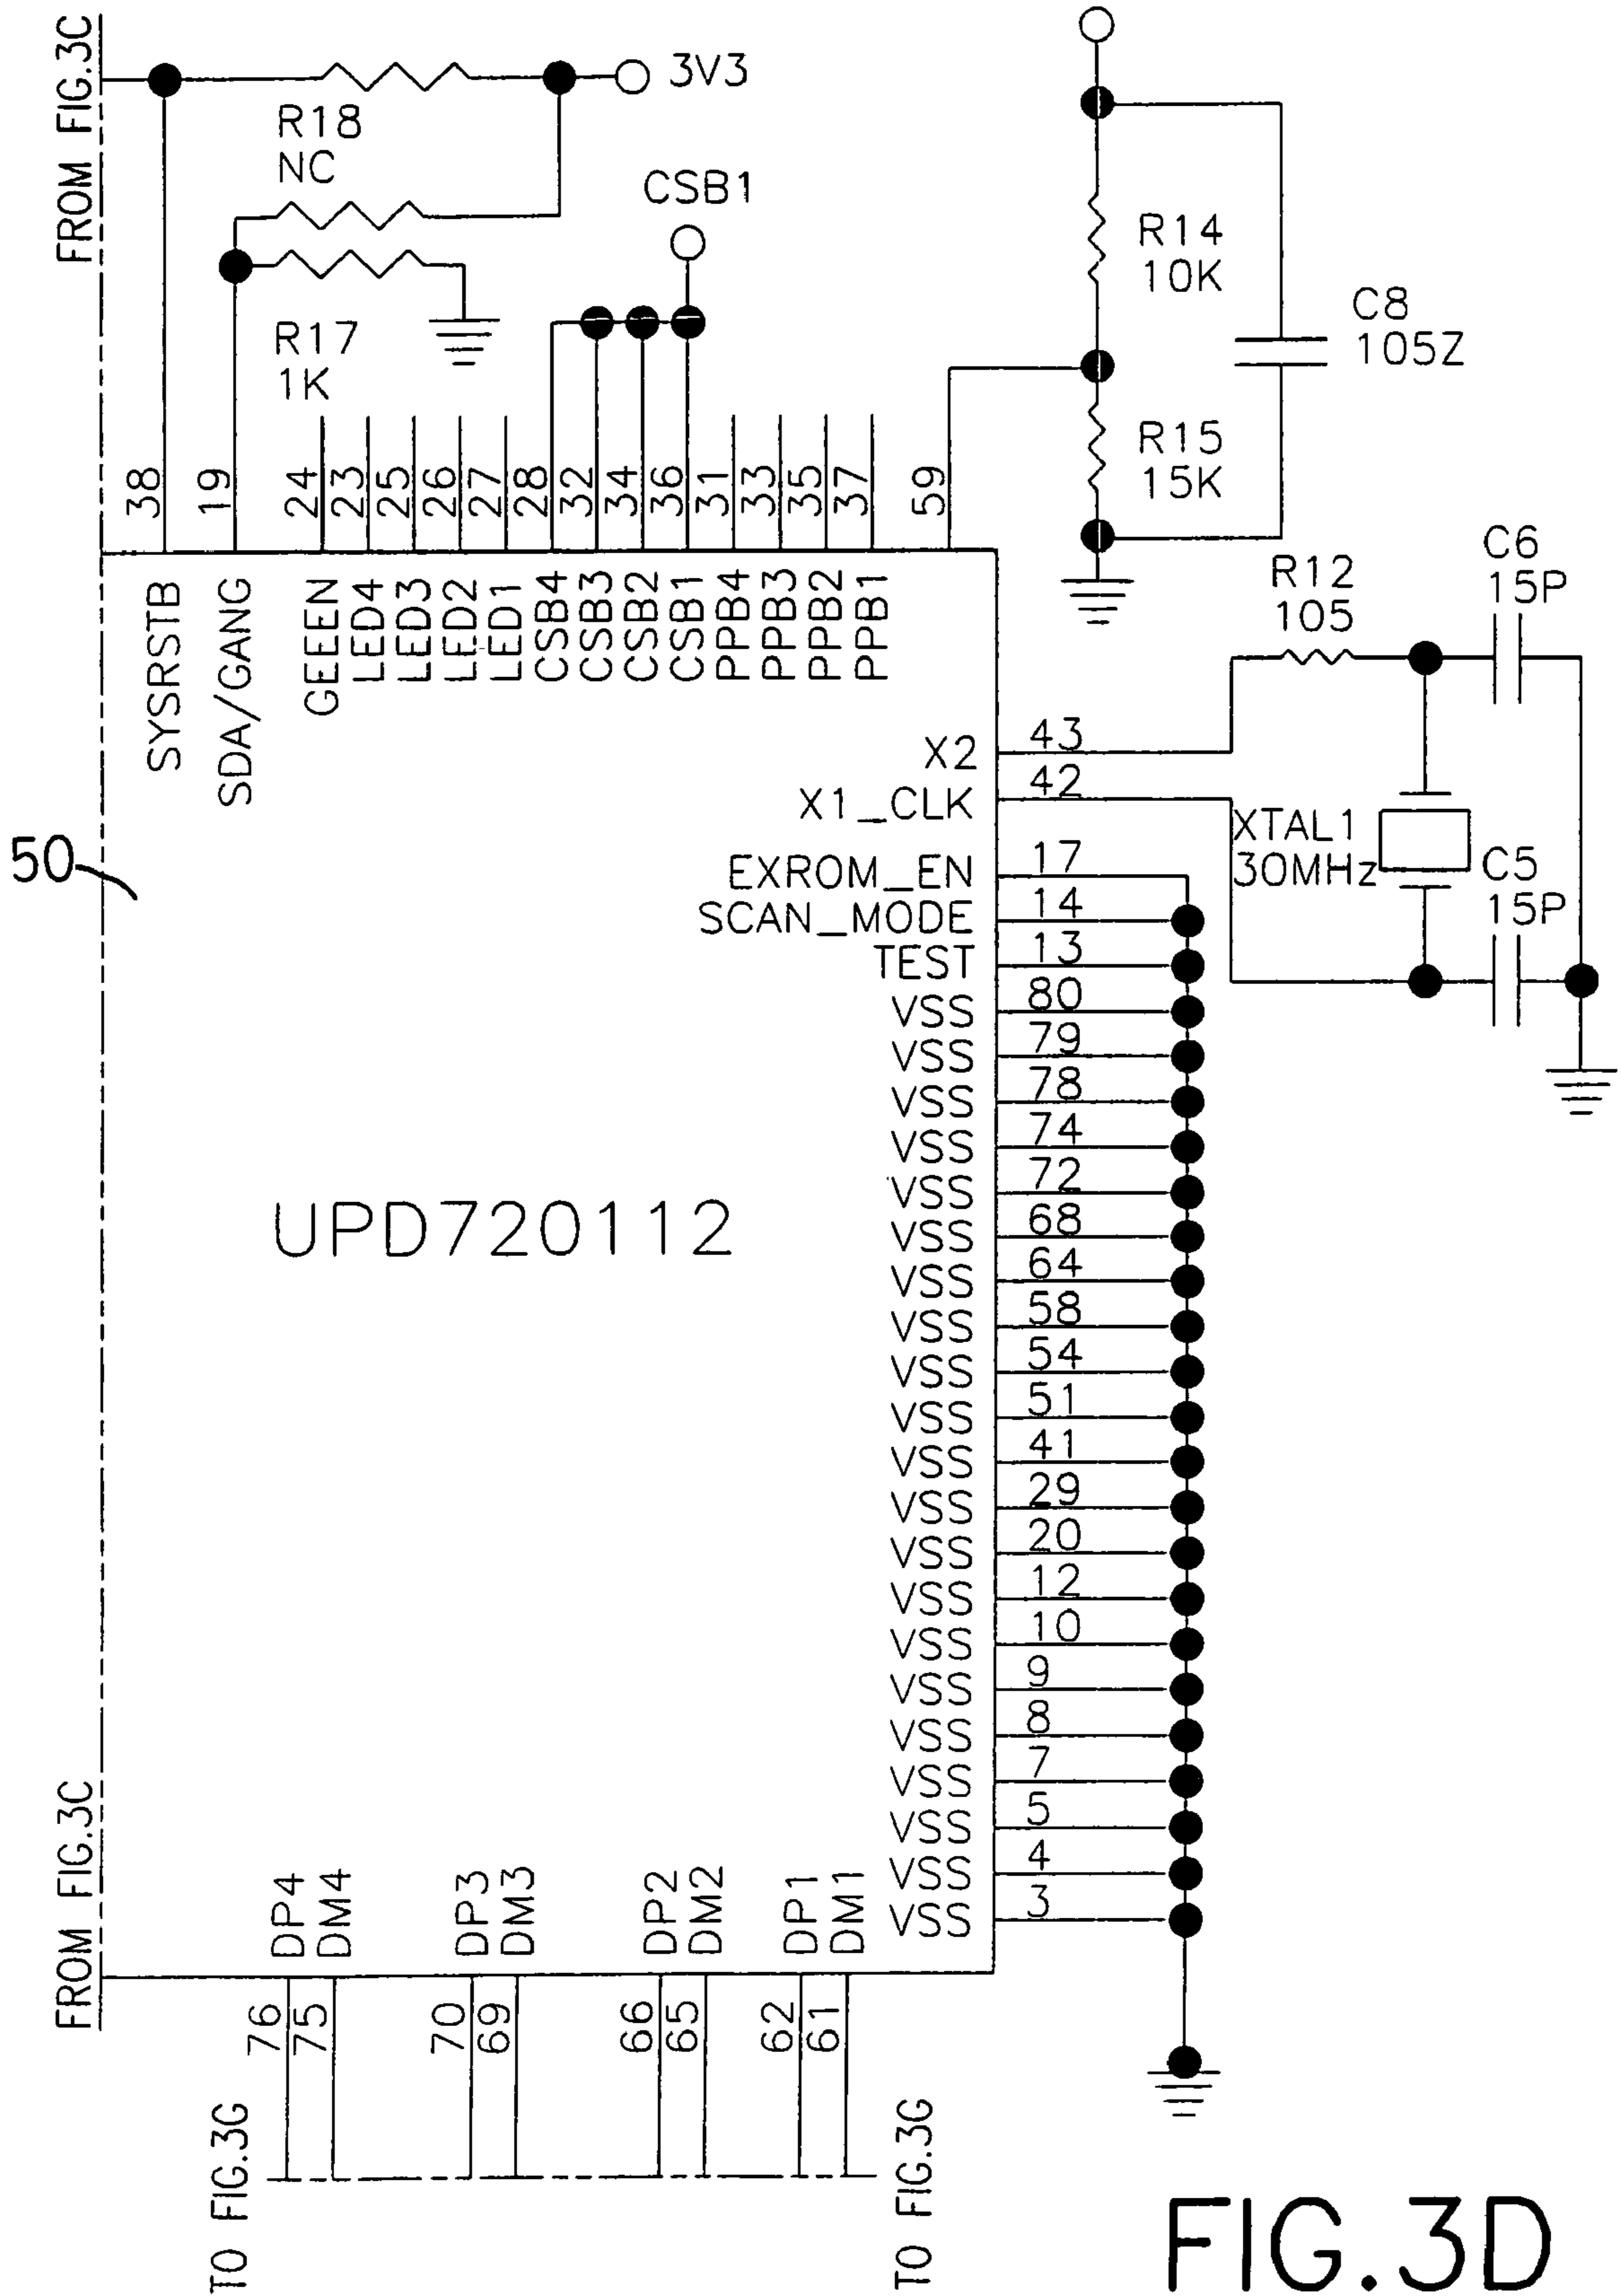 FROM FIG.3C
3V3
R18
NC
CSB1
R17
1K
R14
10K
C8
105Z
R15
15K
38
19
24
23
25
26
27
28
32
34
36
31
33
35
37
59
SYSRSTB
SDA/GANG
GEEEN
LED4
LED3
LED2
LED1
CSB4
CSB3
CSB2
CSB1
PPB4
PPB3
PPB2
PPB1
R12
105
C6
15P
X2 43
X1_CLK 42
XTAL1
30MHz
C5
15P
50
EXROM_EN 17
SCAN_MODE 14
TEST 13
VSS 80
VSS 79
VSS 78
VSS 74
VSS 72
VSS 68
VSS 64
VSS 58
VSS 54
VSS 51
VSS 41
VSS 29
VSS 20
VSS 12
VSS 10
VSS 9
VSS 8
VSS 7
VSS 5
VSS 4
VSS 3
UPD720112
FROM FIG.3C
DP4
DM4
DP3
DM3
DP2
DM2
DP1
DM1
76
75
70
69
66
65
62
61
TO FIG.3G
TO FIG.3G
FIG.3D